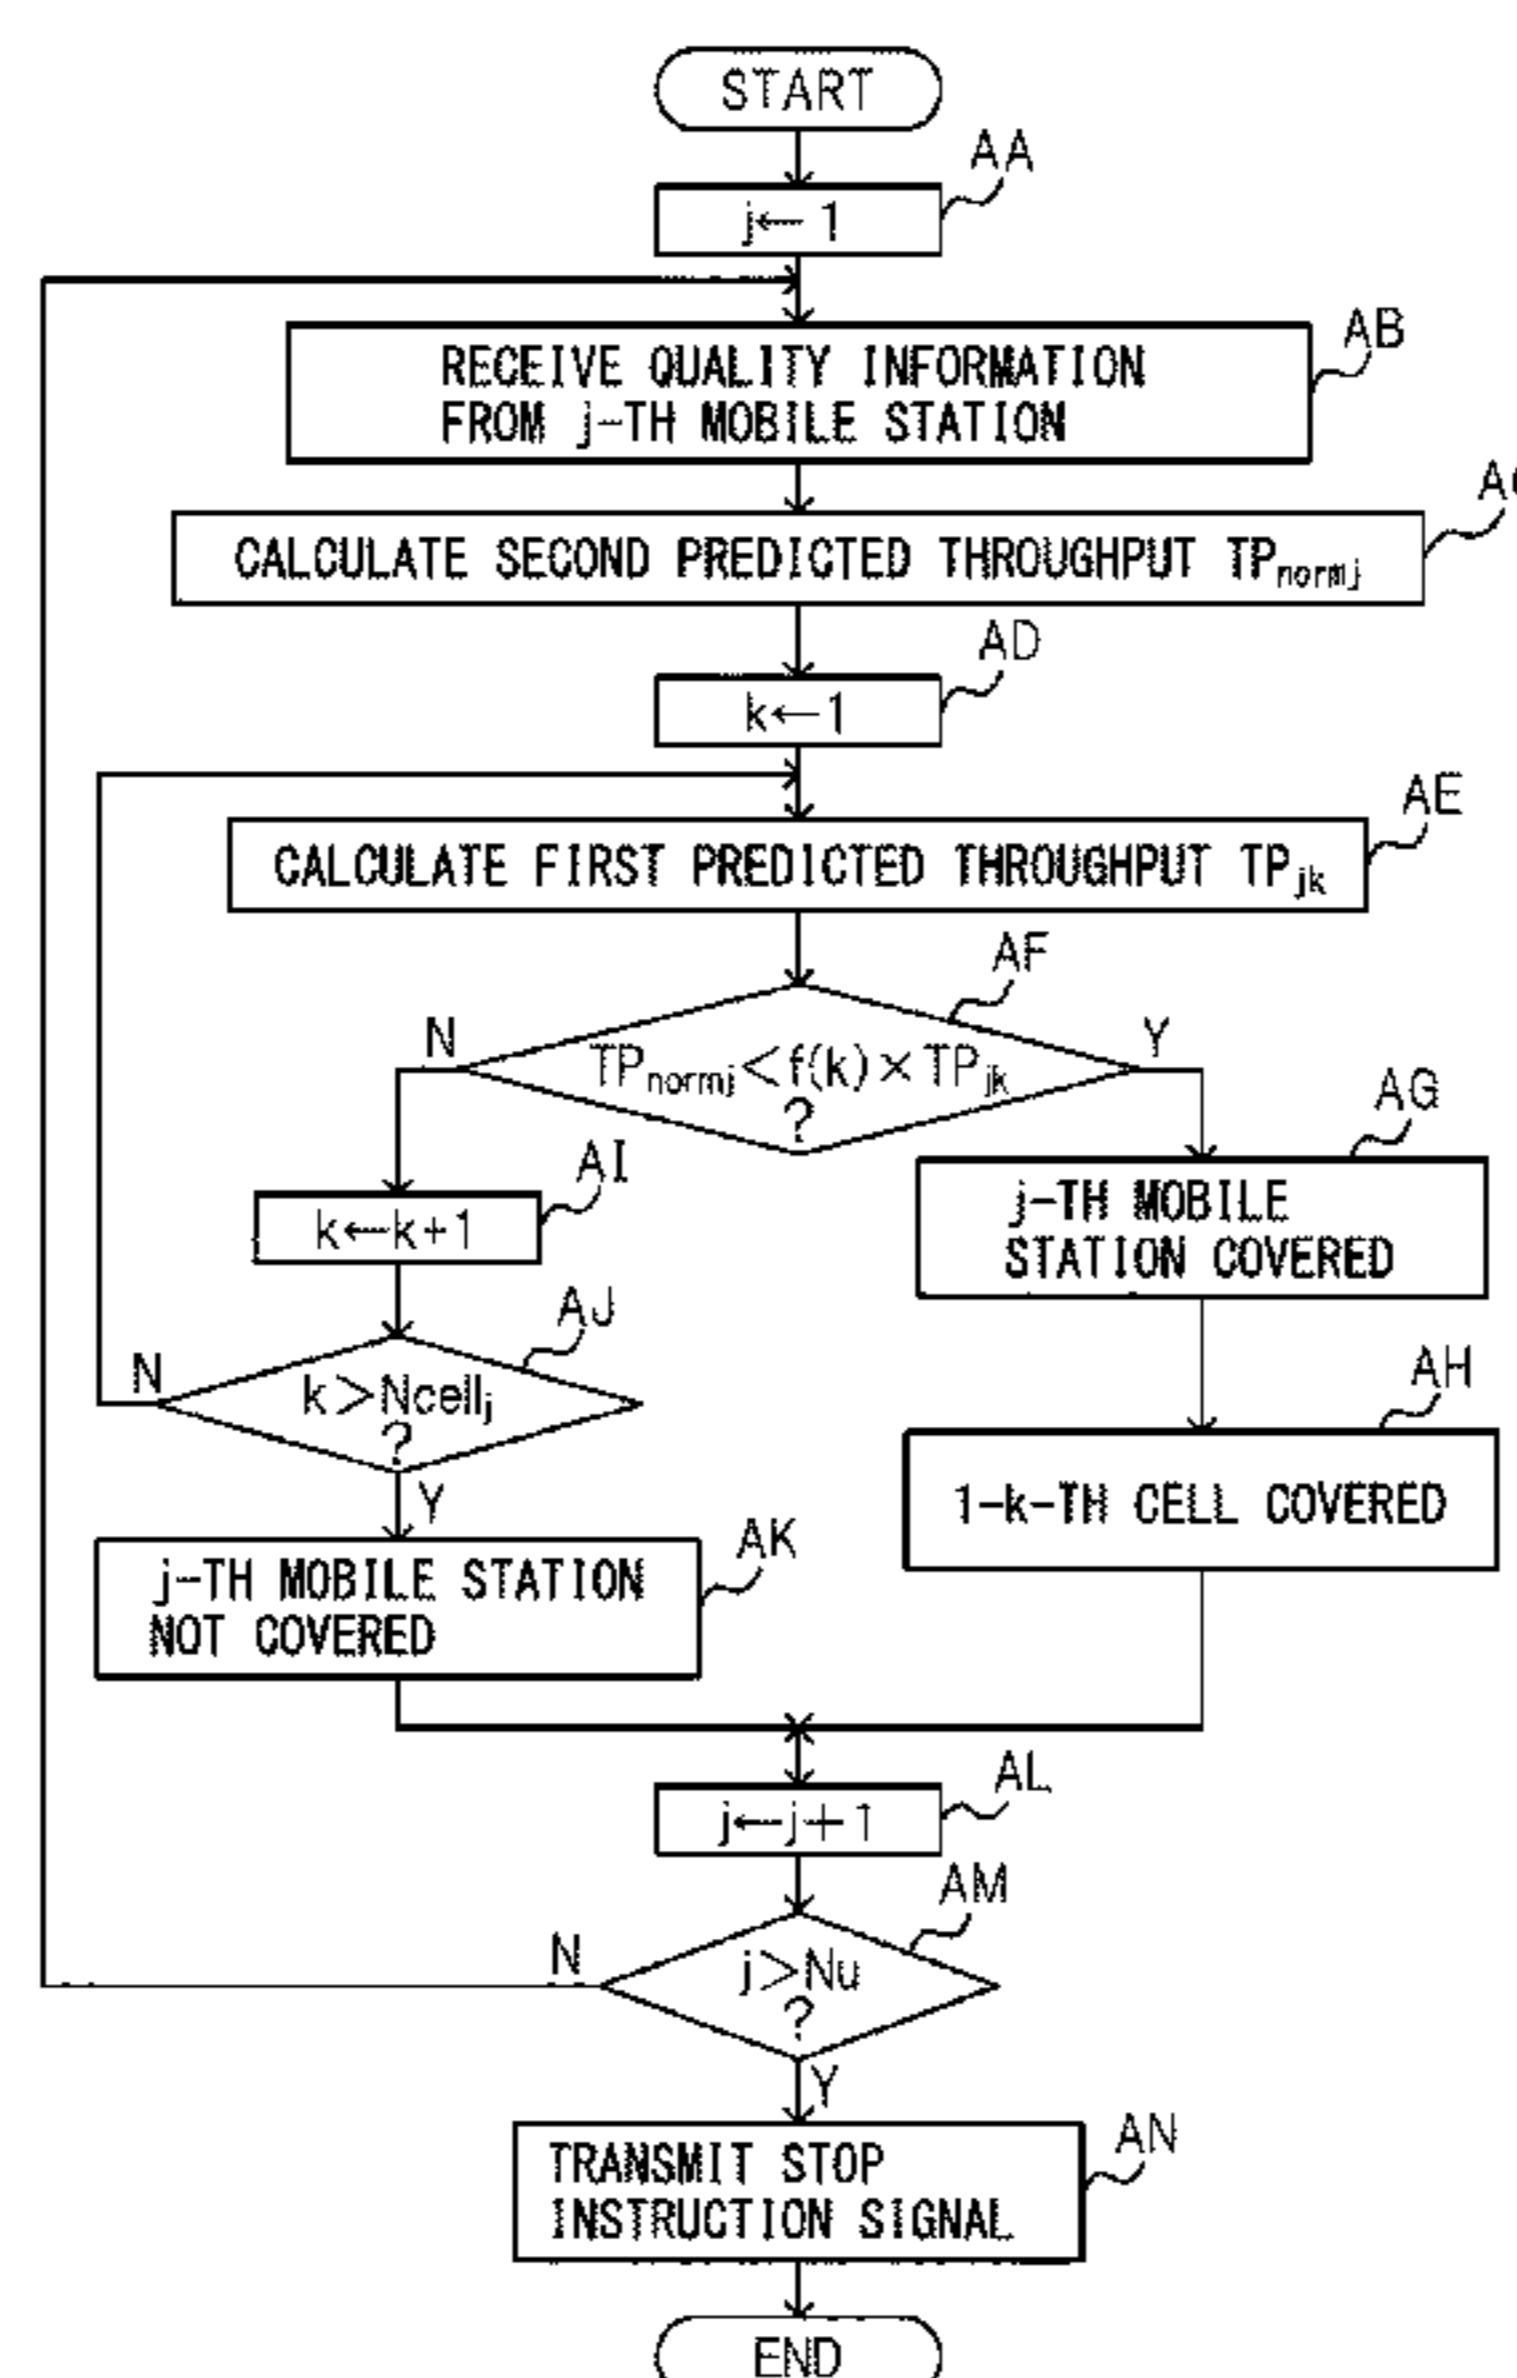 START
AA
j←1
AB
RECEIVE QUALITY INFORMATION
FROM j-TH MOBILE STATION
CALCULATE SECOND PREDICTED THROUGHPUT TPnormj
AD
k←1
AE
CALCULATE FIRST PREDICTED THROUGHPUT TPjk
AF
N
Y
TPnormj<f(k)×TPjk
?
AG
j-TH MOBILE
STATION COVERED
AI
k←k+1
AJ
N
k>Ncellj
?
Y
AH
1-k-TH CELL COVERED
AK
j-TH MOBILE STATION
NOT COVERED
AL
j←j+1
AM
N
j>Nu
?
Y
AN
TRANSMIT STOP
INSTRUCTION SIGNAL
END